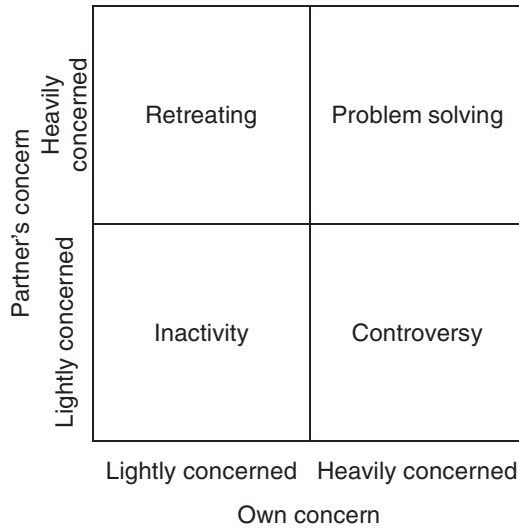 Partner's concern
Heavily
concerned
Lightly concerned
Retreating
Problem solving
Inactivity
Controversy
Lightly concerned
Heavily concerned
Own concern